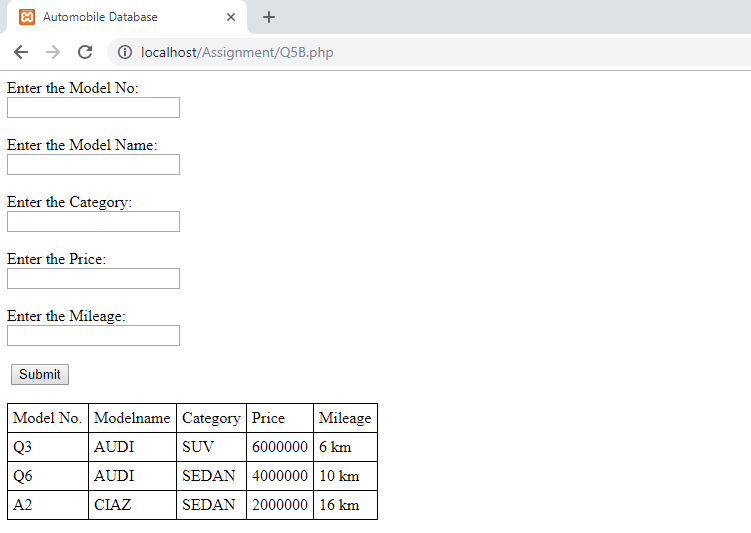 Automobile Database
localhost/Assignment/Q5B.php
Enter the Model No:
Enter the Model Name:
Enter the Category:
Enter the Price:
Enter the Mileage:
Submit
Model No. Modelname Category Price Mileage
Q3 AUDI SUV 6000000 6 km
Q6 AUDI SEDAN 4000000 10 km
A2 CIAZ SEDAN 2000000 16 km